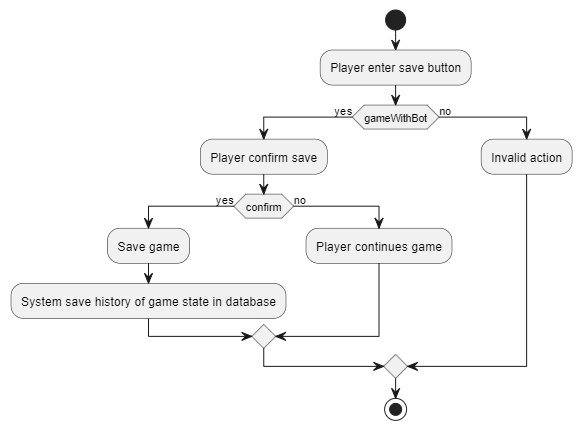 Player enter save button
yes
gameWithBot
no
Player confirm save
Invalid action
yes
confirm
no
Save game
Player continues game
System save history of game state in database